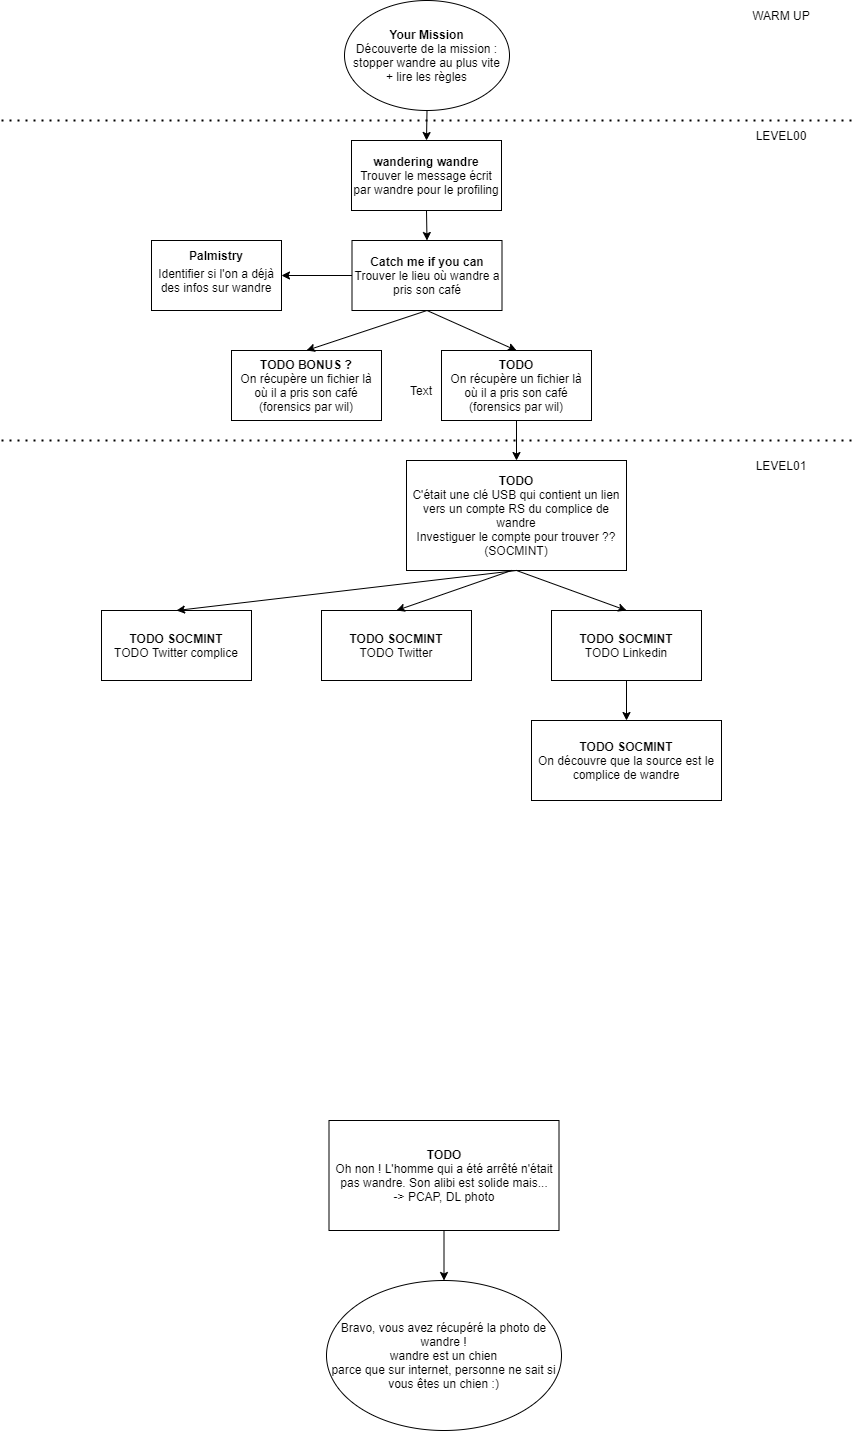 WARM UP
Your Mission
Découverte de la mission :
stopper wandre au plus vite
+ lire les règles
LEVEL00
wandering wandre
Trouver le message écrit
par wandre pour le profiling
Palmistry
Identifier si l'on a déjà
des infos sur wandre
Catch me if you can
Trouver le lieu où wandre a
pris son café
TODO BONUS ?
On récupère un fichier là
où il a pris son café
(forensics par wil)
Text
TODO
On récupère un fichier là
où il a pris son café
(forensics par wil)
LEVEL01
TODO
C'était une clé USB qui contient un lien
vers un compte RS du complice de
wandre
Investiguer le compte pour trouver ??
(SOCMINT)
TODO SOCMINT
TODO Twitter complice
TODO SOCMINT
TODO Twitter
TODO SOCMINT
TODO Linkedin
TODO SOCMINT
On découvre que la source est le
complice de wandre
TODO
Oh non ! L'homme qui a été arrêté n'était
pas wandre. Son alibi est solide mais...
-> PCAP, DL photo
Bravo, vous avez récupéré la photo de
wandre !
wandre est un chien
parce que sur internet, personne ne sait si
vous êtes un chien :)